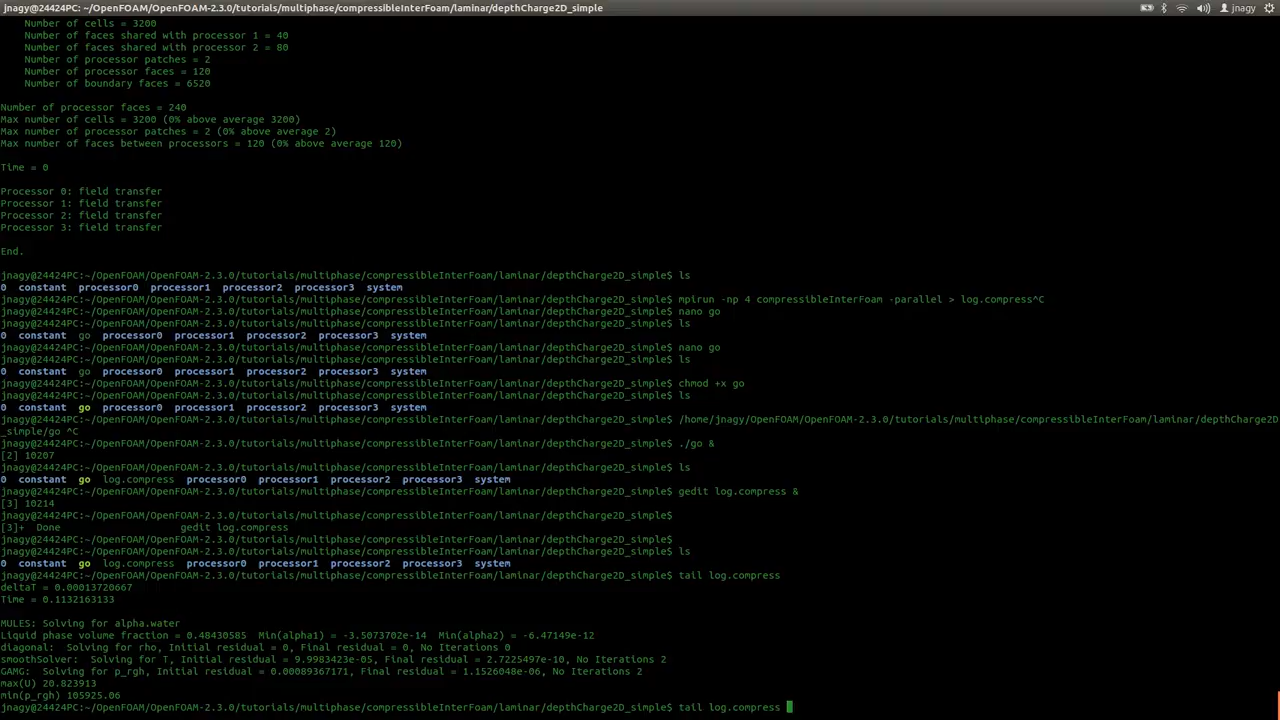 jnagy@24424PC: ~/OpenFOAM/OpenFOAM-2.3.0/tutorials/multiphase/compressibleInterFoam/laminar/depthCharge2D_simple
jnagy
Number of cells = 3200
Number of faces shared with processor 1 = 40
Number of faces shared with processor 2 = 80
Number of processor patches = 2
Number of processor faces = 120
Number of boundary faces = 6520
Number of processor faces = 240
Max number of cells = 3200 (0% above average 3200)
Max number of processor patches = 2 (0% above average 2)
Max number of faces between processors = 120 (0% above average 120)
Time = 0
Processor 0: field transfer
Processor 1: field transfer
Processor 2: field transfer
Processor 3: field transfer
End.
jnagy@24424PC:~/OpenFOAM/OpenFOAM-2.3.0/tutorials/multiphase/compressibleInterFoam/laminar/depthCharge2D_simple$ ls
0  constant  processor0  processor1  processor2  processor3  system
jnagy@24424PC:~/OpenFOAM/OpenFOAM-2.3.0/tutorials/multiphase/compressibleInterFoam/laminar/depthCharge2D_simple$ mpirun -np 4 compressibleInterFoam -parallel > log.compress^C
jnagy@24424PC:~/OpenFOAM/OpenFOAM-2.3.0/tutorials/multiphase/compressibleInterFoam/laminar/depthCharge2D_simple$ nano go
jnagy@24424PC:~/OpenFOAM/OpenFOAM-2.3.0/tutorials/multiphase/compressibleInterFoam/laminar/depthCharge2D_simple$ ls
0  constant  go  processor0  processor1  processor2  processor3  system
jnagy@24424PC:~/OpenFOAM/OpenFOAM-2.3.0/tutorials/multiphase/compressibleInterFoam/laminar/depthCharge2D_simple$ nano go
jnagy@24424PC:~/OpenFOAM/OpenFOAM-2.3.0/tutorials/multiphase/compressibleInterFoam/laminar/depthCharge2D_simple$ ls
0  constant  go  processor0  processor1  processor2  processor3  system
jnagy@24424PC:~/OpenFOAM/OpenFOAM-2.3.0/tutorials/multiphase/compressibleInterFoam/laminar/depthCharge2D_simple$ chmod +x go
jnagy@24424PC:~/OpenFOAM/OpenFOAM-2.3.0/tutorials/multiphase/compressibleInterFoam/laminar/depthCharge2D_simple$ ls
0  constant  go  processor0  processor1  processor2  processor3  system
jnagy@24424PC:~/OpenFOAM/OpenFOAM-2.3.0/tutorials/multiphase/compressibleInterFoam/laminar/depthCharge2D_simple$ /home/jnagy/OpenFOAM/OpenFOAM-2.3.0/tutorials/multiphase/compressibleInterFoam/laminar/depthCharge2D
_simple/go ^C
jnagy@24424PC:~/OpenFOAM/OpenFOAM-2.3.0/tutorials/multiphase/compressibleInterFoam/laminar/depthCharge2D_simple$ ./go &
[2] 10207
jnagy@24424PC:~/OpenFOAM/OpenFOAM-2.3.0/tutorials/multiphase/compressibleInterFoam/laminar/depthCharge2D_simple$ ls
0  constant  go  log.compress  processor0  processor1  processor2  processor3  system
jnagy@24424PC:~/OpenFOAM/OpenFOAM-2.3.0/tutorials/multiphase/compressibleInterFoam/laminar/depthCharge2D_simple$ gedit log.compress &
[3] 10214
jnagy@24424PC:~/OpenFOAM/OpenFOAM-2.3.0/tutorials/multiphase/compressibleInterFoam/laminar/depthCharge2D_simple$
[3]+  Done                    gedit log.compress
jnagy@24424PC:~/OpenFOAM/OpenFOAM-2.3.0/tutorials/multiphase/compressibleInterFoam/laminar/depthCharge2D_simple$
jnagy@24424PC:~/OpenFOAM/OpenFOAM-2.3.0/tutorials/multiphase/compressibleInterFoam/laminar/depthCharge2D_simple$ ls
0  constant  go  log.compress  processor0  processor1  processor2  processor3  system
jnagy@24424PC:~/OpenFOAM/OpenFOAM-2.3.0/tutorials/multiphase/compressibleInterFoam/laminar/depthCharge2D_simple$ tail log.compress
deltaT = 0.00013720667
Time = 0.1132163133
MULES: Solving for alpha.water
Liquid phase volume fraction = 0.48430585  Min(alpha1) = -3.5073702e-14  Min(alpha2) = -6.47149e-12
diagonal:  Solving for rho, Initial residual = 0, Final residual = 0, No Iterations 0
smoothSolver:  Solving for T, Initial residual = 9.9983423e-05, Final residual = 2.7225497e-10, No Iterations 2
GAMG:  Solving for p_rgh, Initial residual = 0.00089367171, Final residual = 1.1526048e-06, No Iterations 2
max(U) 20.823913
min(p_rgh) 105925.06
jnagy@24424PC:~/OpenFOAM/OpenFOAM-2.3.0/tutorials/multiphase/compressibleInterFoam/laminar/depthCharge2D_simple$ tail log.compress